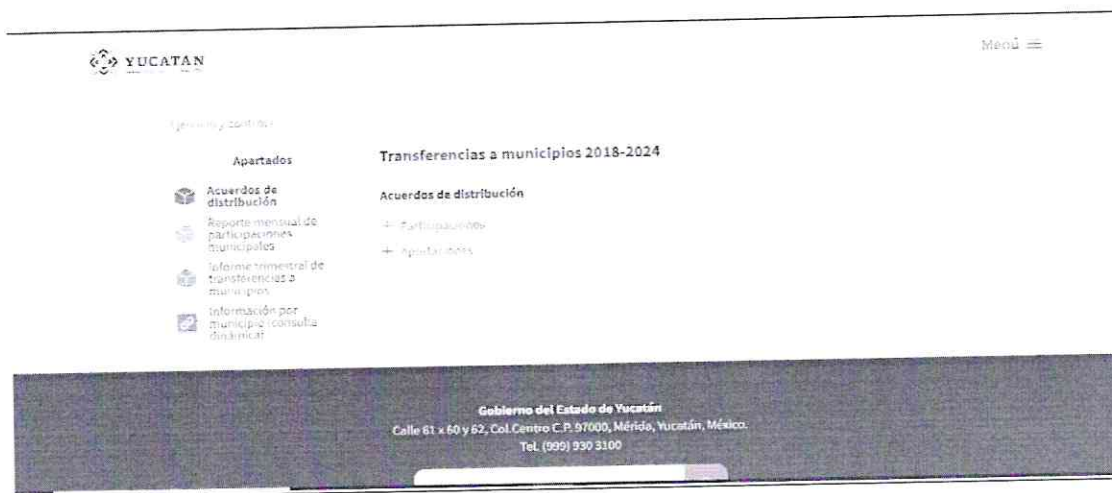 YUCATAN
Menú
Ejercicio y control
Apartados
Acuerdos de
distribución
Reporte mensual de
participaciones
municipales
Informe trimestral de
transferencias a
municipios
Información por
municipio (consulta
dinámica)
Transferencias a municipios 2018-2024
Acuerdos de distribución
+ Participaciones
+ Aportaciones
Gobierno del Estado de Yucatán
Calle 61 x 60 y 62, Col.Centro C.P. 97000, Mérida, Yucatán, México.
Tel. (999) 930 3100